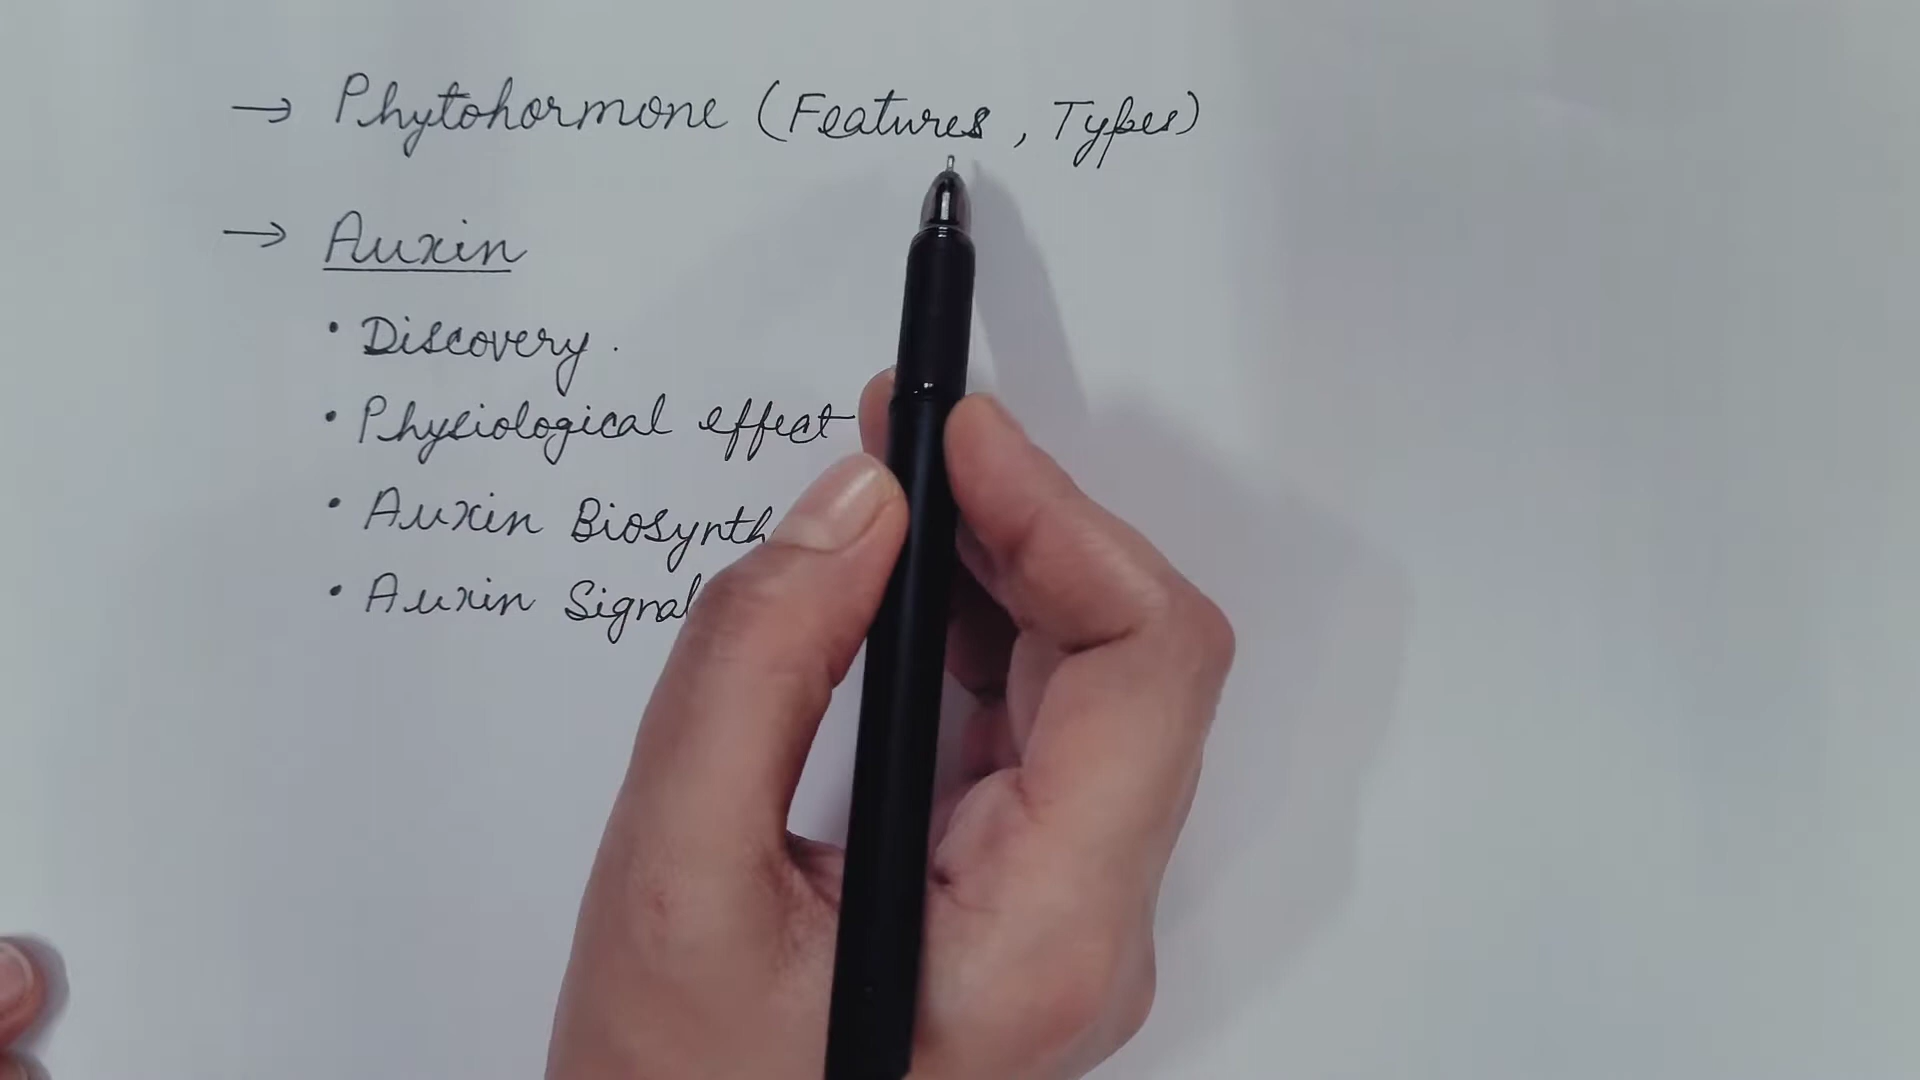 → Phytohormone (Features, Types)
→ Auxin
• Discovery.
• Physiological effect
• Auxin Biosynth
• Auxin Signal